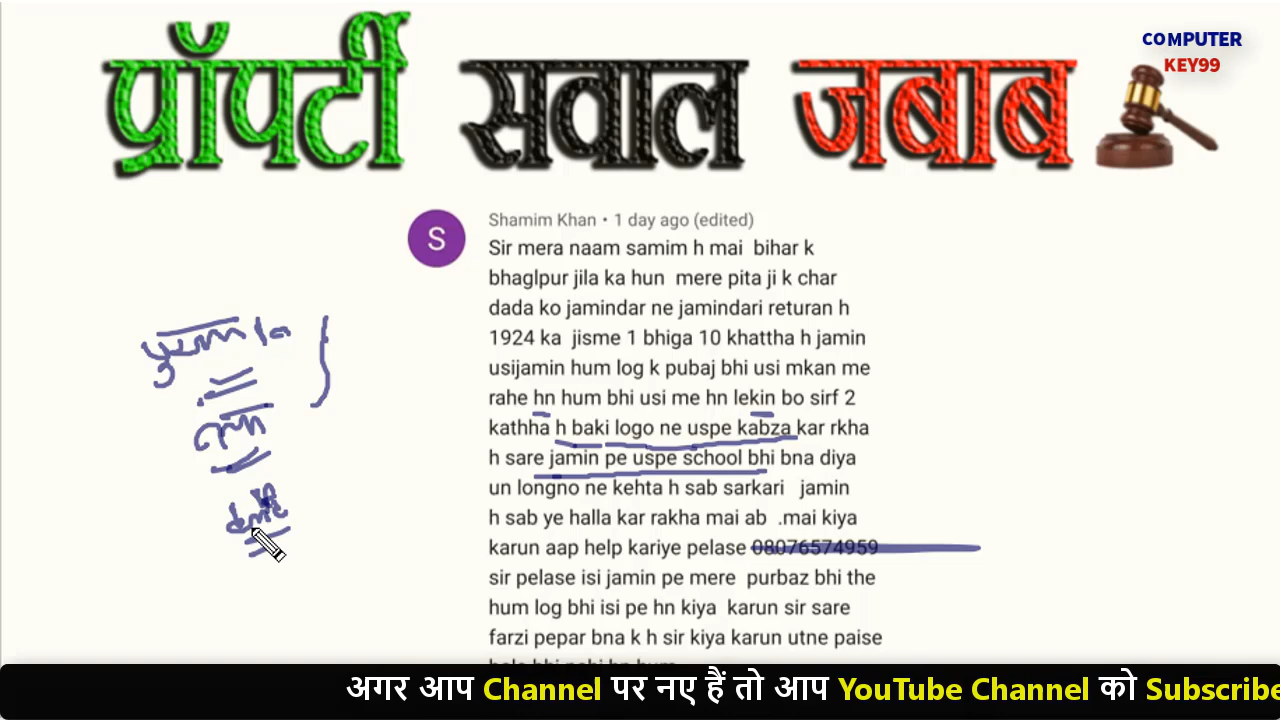 प्रॉपर्टी सवाल जबाब
COMPUTER
KEY99
S
Shamim Khan • 1 day ago (edited)
Sir mera naam samim h mai bihar k
bhaglpur jila ka hun mere pita ji k char
dada ko jamindar ne jamindari returan h
1924 ka jisme 1 bhiga 10 khattha h jamin
usijamin hum log k pubaj bhi usi mkan me
rahe hn hum bhi usi me hn lekin bo sirf 2
kathha h baki logo ne uspe kabza kar rkha
h sare jamin pe uspe school bhi bna diya
un longno ne kehta h sab sarkari jamin
h sab ye halla kar rakha mai ab .mai kiya
karun aap help kariye pelase 08076574959
sir pelase isi jamin pe mere purbaz bhi the
hum log bhi isi pe hn kiya karun sir sare
farzi pepar bna k h sir kiya karun utne paise
अगर आप Channel पर नए हैं तो आप YouTube Channel को Subscribe